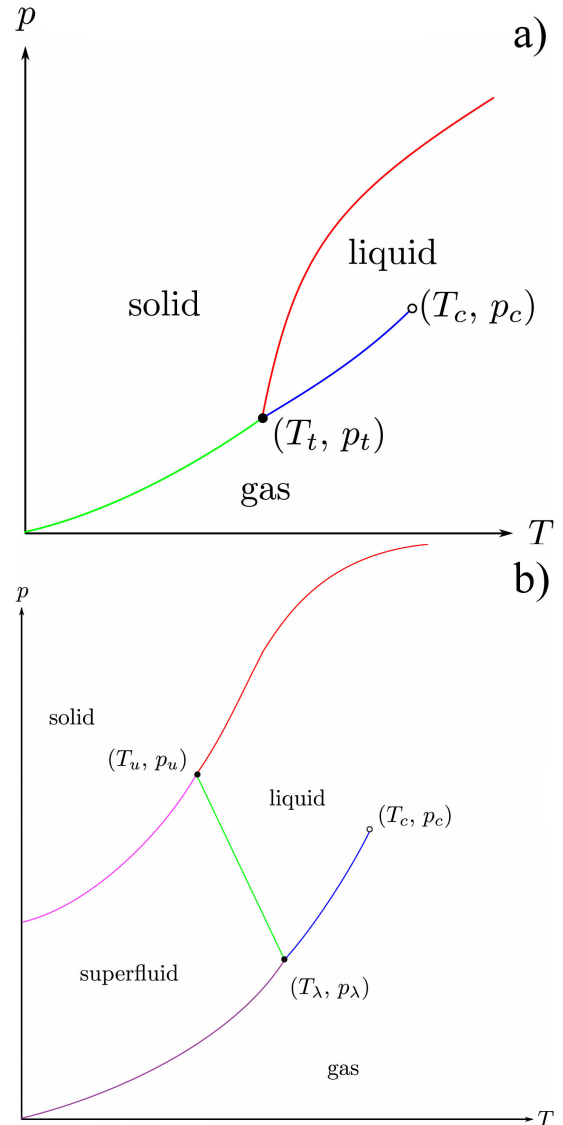 p
a)
liquid
solid
(T_c, p_c)
(T_t, p_t)
gas
T
b)
p
solid
(T_u, p_u)
liquid
(T_c, p_c)
superfluid
(T_λ, p_λ)
gas
T